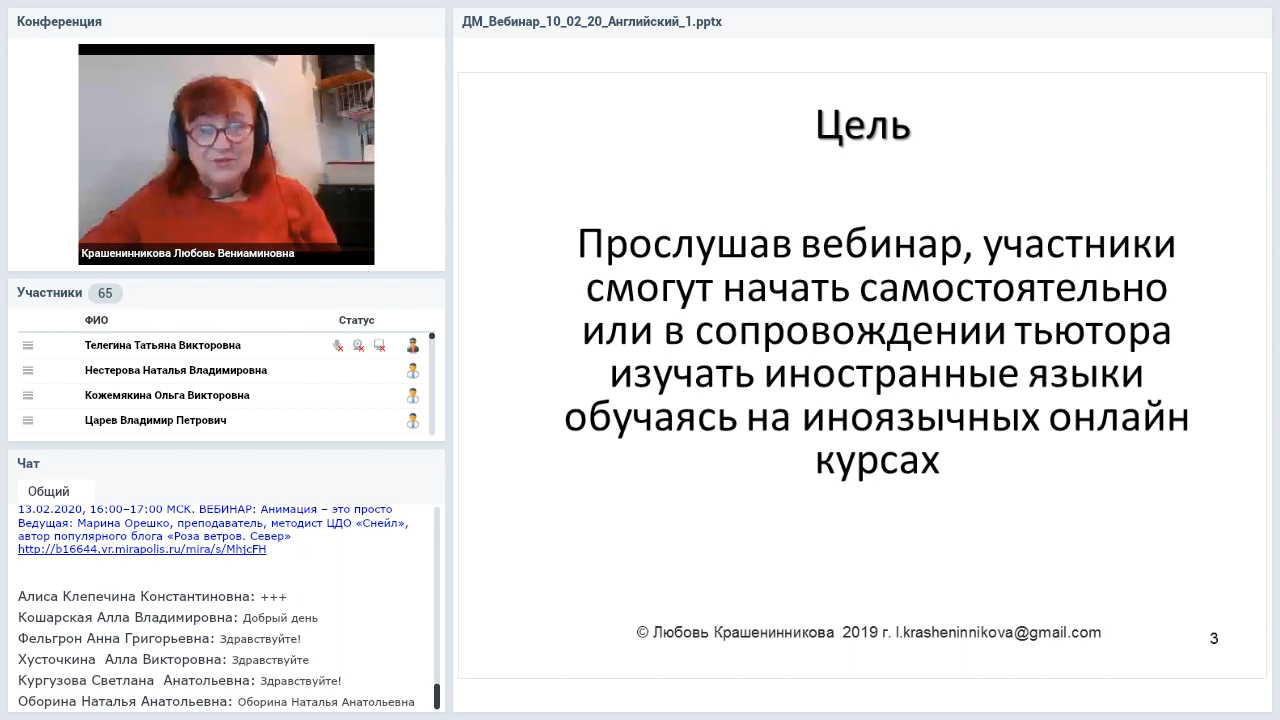 Конференция
Крашенинникова Любовь Вениаминовна
Участники 65
ФИО Статус
Телегина Татьяна Викторовна
Нестерова Наталья Владимировна
Кожемякина Ольга Викторовна
Царев Владимир Петрович
Чат
Общий
13.02.2020, 16:00–17:00 МСК. ВЕБИНАР: Анимация – это просто
Ведущая: Марина Орешко, преподаватель, методист ЦДО «Снейл»,
автор популярного блога «Роза ветров. Север»
http://b16644.vr.mirapolis.ru/mira/s/MhjcFH
Алиса Клепечина Константиновна: +++
Кошарская Алла Владимировна: Добрый день
Фельгрон Анна Григорьевна: Здравствуйте!
Хусточкина Алла Викторовна: Здравствуйте
Кургузова Светлана Анатольевна: Здравствуйте!
Оборина Наталья Анатольевна: Оборина Наталья Анатольевна
ДМ_Вебинар_10_02_20_Английский_1.pptx
Цель
Прослушав вебинар, участники
смогут начать самостоятельно
или в сопровождении тьютора
изучать иностранные языки
обучаясь на иноязычных онлайн
курсах
© Любовь Крашенинникова 2019 г. l.krasheninnikova@gmail.com
3